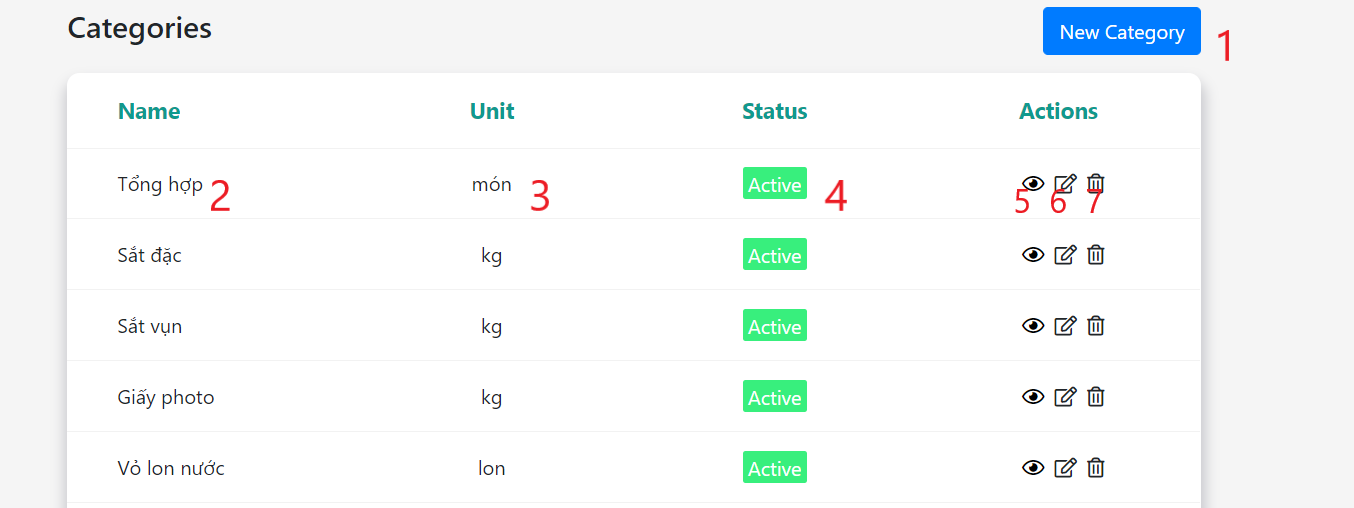 Categories New Category 1
Name Unit Status Actions
Tổng hợp 2 món 3 Active 4 5 6 7
Sắt đặc kg Active
Sắt vụn kg Active
Giấy photo kg Active
Vỏ lon nước lon Active